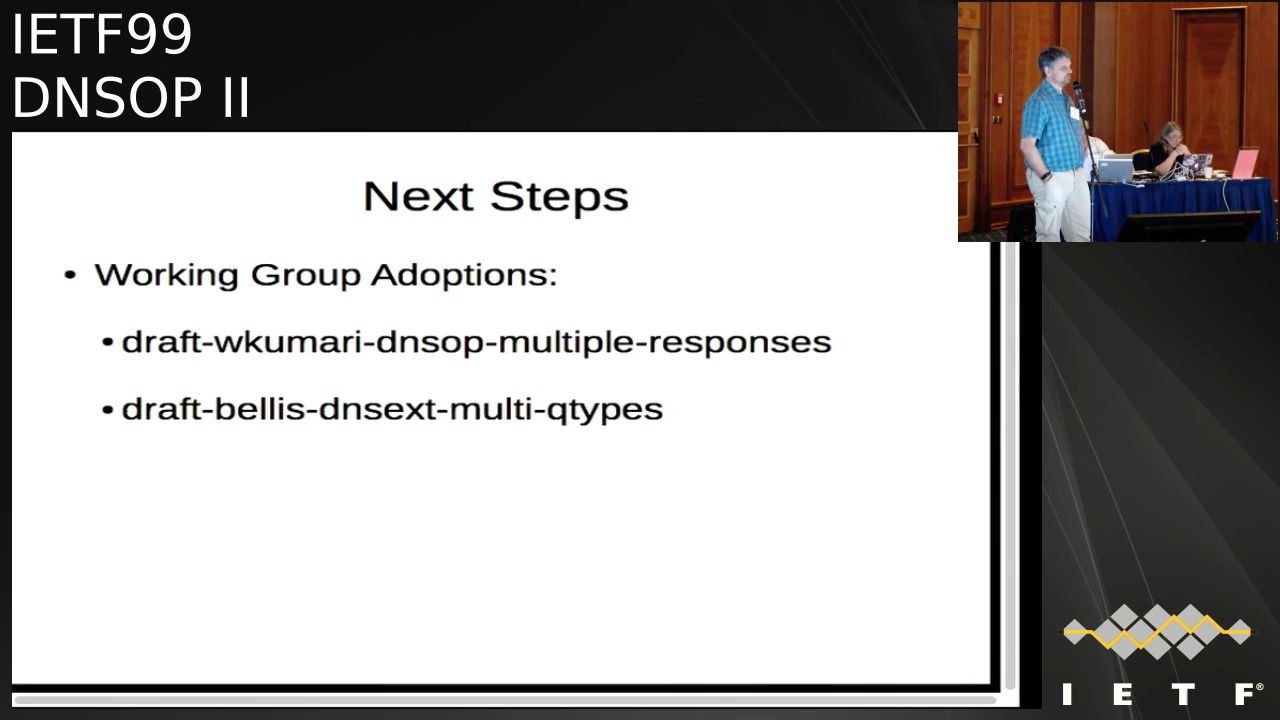 IETF99
DNSOP II
Next Steps
• Working Group Adoptions:
• draft-wkumari-dnsop-multiple-responses
• draft-bellis-dnsext-multi-qtypes
I E T F®